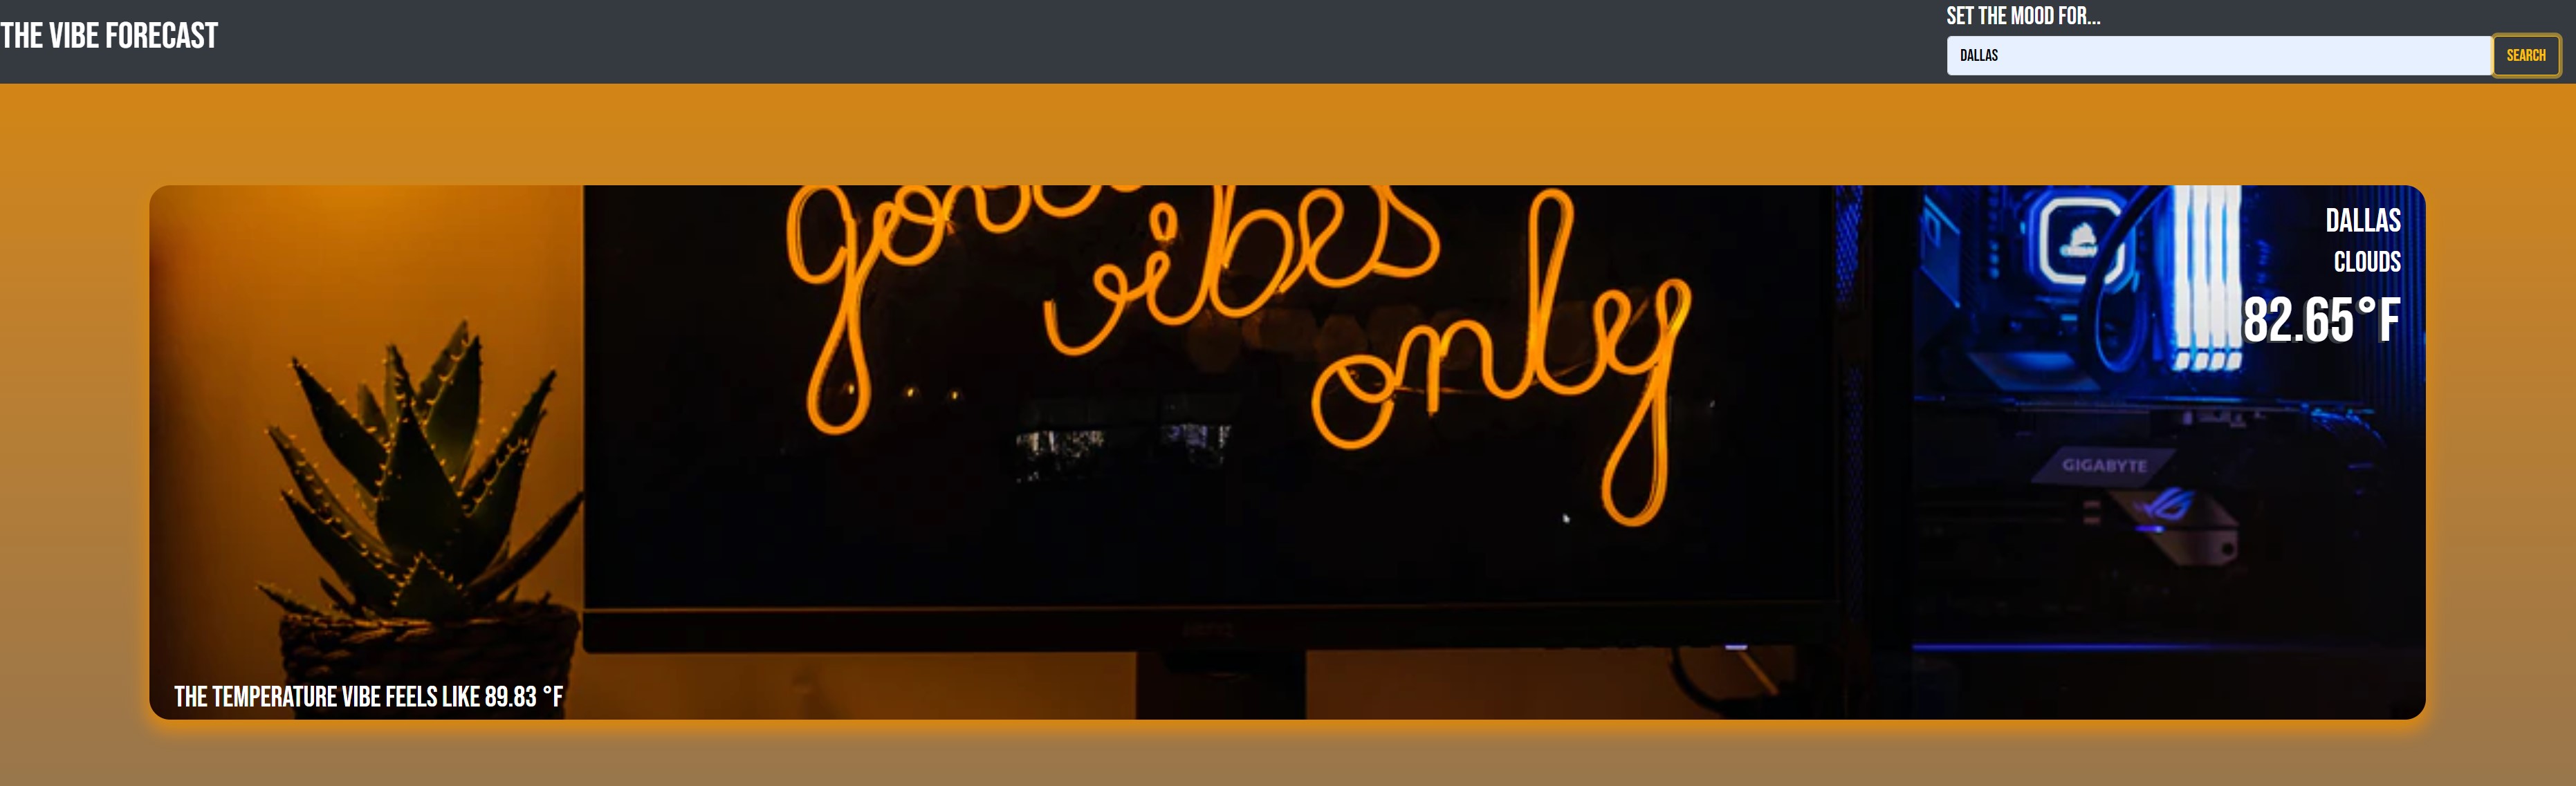 THE VIBE FORECAST
SET THE MOOD FOR...
DALLAS
SEARCH
vibes
only
DALLAS
CLOUDS
82.65°F
GIGABYTE
THE TEMPERATURE VIBE FEELS LIKE 89.83 °F